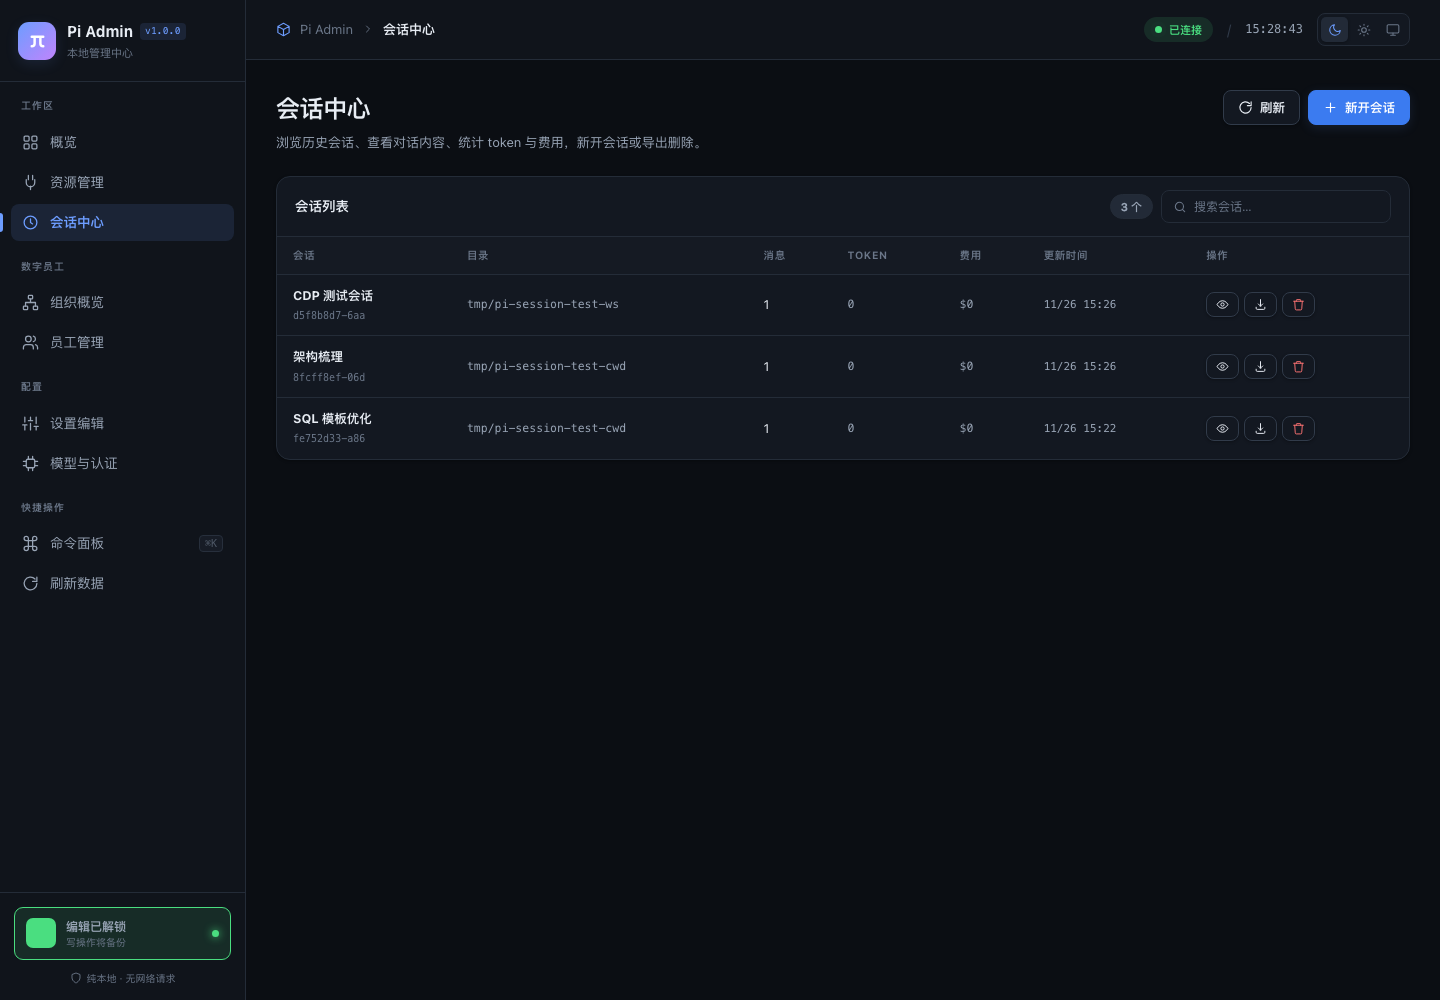 π
Pi Admin v1.0.0
本地管理中心
工作区
概览
资源管理
会话中心
数字员工
组织概览
员工管理
配置
设置编辑
模型与认证
快捷操作
命令面板 ⌘K
刷新数据
编辑已解锁
写操作将备份
纯本地 · 无网络请求
Pi Admin › 会话中心
已连接 / 15:28:43
会话中心
浏览历史会话、查看对话内容、统计 token 与费用，新开会话或导出删除。
刷新
新开会话
会话列表
3 个
搜索会话...
会话 目录 消息 TOKEN 费用 更新时间 操作
CDP 测试会话
d5f8b8d7-6aa
tmp/pi-session-test-ws 1 0 $0 11/26 15:26
架构梳理
8fcff8ef-06d
tmp/pi-session-test-cwd 1 0 $0 11/26 15:26
SQL 模板优化
fe752d33-a86
tmp/pi-session-test-cwd 1 0 $0 11/26 15:22